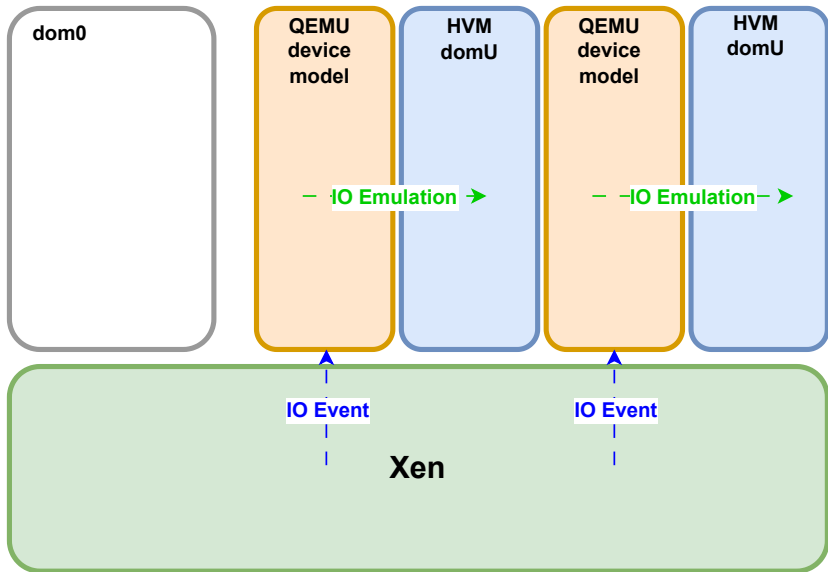 dom0
QEMU
device
model
HVM
domU
QEMU
device
model
HVM
domU
IO Emulation
IO Emulation
IO Event
IO Event
Xen